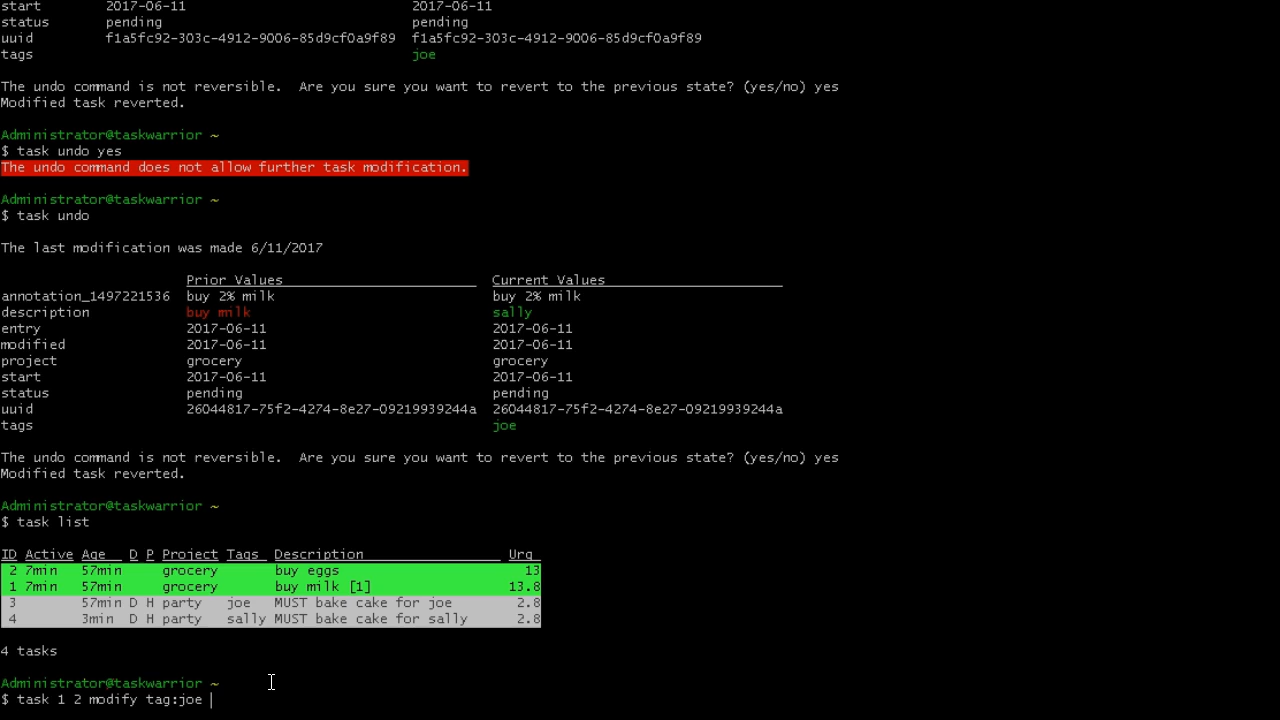 start 2017-06-11 2017-06-11
status pending pending
uuid f1a5fc92-303c-4912-9006-85d9cf0a9f89 f1a5fc92-303c-4912-9006-85d9cf0a9f89
tags joe
The undo command is not reversible.  Are you sure you want to revert to the previous state? (yes/no) yes
Modified task reverted.
Administrator@taskwarrior ~
$ task undo yes
The undo command does not allow further task modification.
Administrator@taskwarrior ~
$ task undo
The last modification was made 6/11/2017
Prior Values Current Values
annotation_1497221536 buy 2% milk buy 2% milk
description buy milk sally
entry 2017-06-11 2017-06-11
modified 2017-06-11 2017-06-11
project grocery grocery
start 2017-06-11 2017-06-11
status pending pending
uuid 26044817-75f2-4274-8e27-09219939244a 26044817-75f2-4274-8e27-09219939244a
tags joe
The undo command is not reversible.  Are you sure you want to revert to the previous state? (yes/no) yes
Modified task reverted.
Administrator@taskwarrior ~
$ task list
ID Active Age D P Project Tags Description Urg
2 7min 57min grocery buy eggs 13
1 7min 57min grocery buy milk [1] 13.8
3 57min D H party joe MUST bake cake for joe 2.8
4 3min D H party sally MUST bake cake for sally 2.8
4 tasks
Administrator@taskwarrior ~
$ task 1 2 modify tag:joe